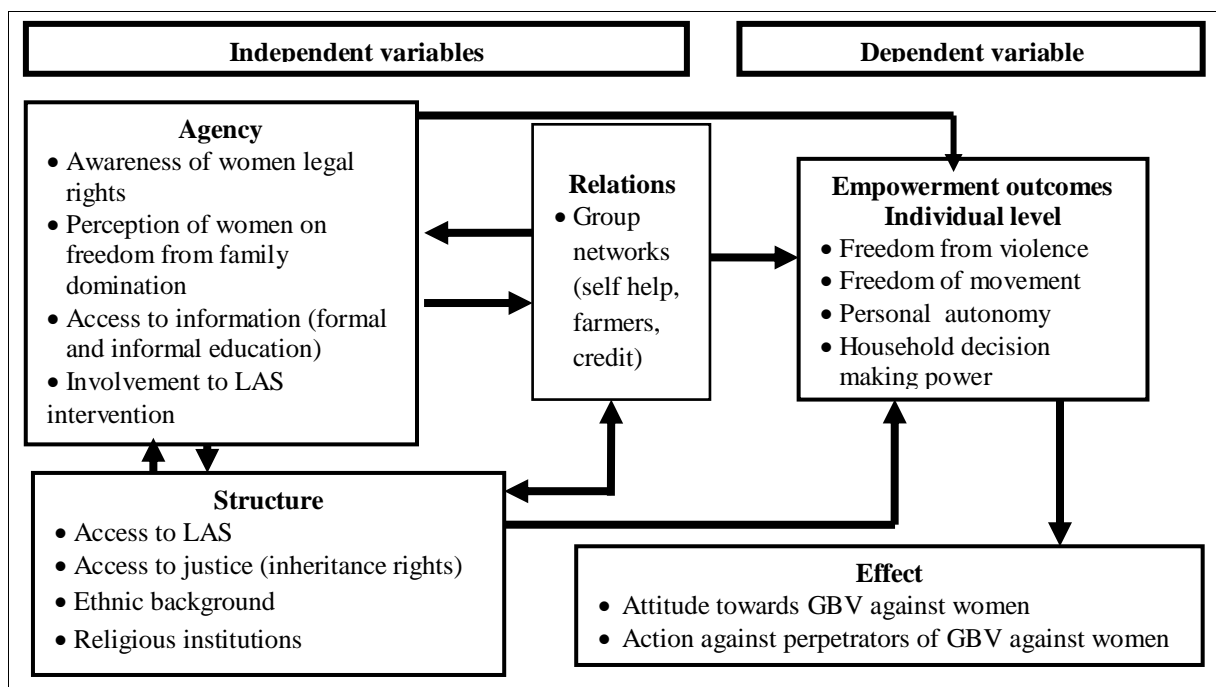 Independent variables
Dependent variable
Agency
• Awareness of women legal
rights
• Perception of women on
freedom from family
domination
• Access to information (formal
and informal education)
• Involvement to LAS
intervention
Relations
• Group
networks
(self help,
farmers,
credit)
Empowerment outcomes
Individual level
• Freedom from violence
• Freedom of movement
• Personal autonomy
• Household decision
making power
Structure
• Access to LAS
• Access to justice (inheritance rights)
• Ethnic background
• Religious institutions
Effect
• Attitude towards GBV against women
• Action against perpetrators of GBV against women